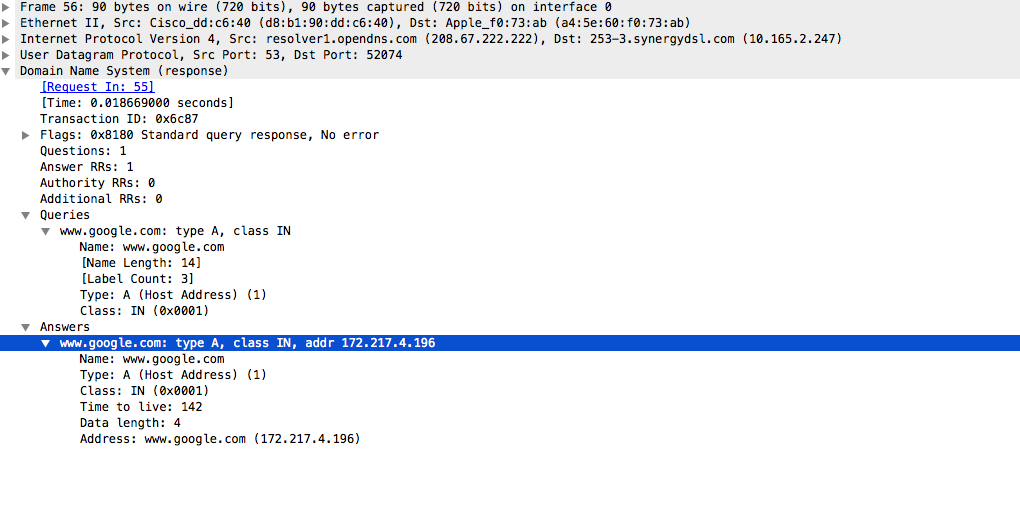 Frame 56: 90 bytes on wire (720 bits), 90 bytes captured (720 bits) on interface 0
Ethernet II, Src: Cisco_dd:c6:40 (d8:b1:90:dd:c6:40), Dst: Apple_f0:73:ab (a4:5e:60:f0:73:ab)
Internet Protocol Version 4, Src: resolver1.opendns.com (208.67.222.222), Dst: 253-3.synergydsl.com (10.165.2.247)
User Datagram Protocol, Src Port: 53, Dst Port: 52074
Domain Name System (response)
[Request In: 55]
[Time: 0.018669000 seconds]
Transaction ID: 0x6c87
Flags: 0x8180 Standard query response, No error
Questions: 1
Answer RRs: 1
Authority RRs: 0
Additional RRs: 0
Queries
www.google.com: type A, class IN
Name: www.google.com
[Name Length: 14]
[Label Count: 3]
Type: A (Host Address) (1)
Class: IN (0x0001)
Answers
www.google.com: type A, class IN, addr 172.217.4.196
Name: www.google.com
Type: A (Host Address) (1)
Class: IN (0x0001)
Time to live: 142
Data length: 4
Address: www.google.com (172.217.4.196)